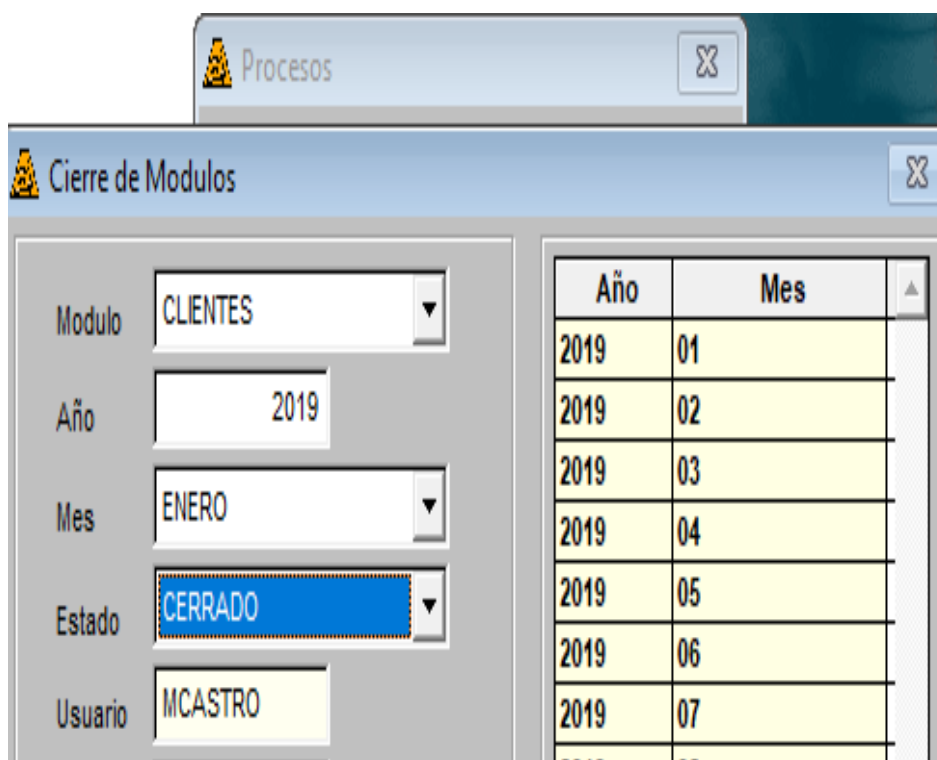 Procesos
Cierre de Modulos
Modulo CLIENTES
Año 2019
Mes ENERO
Estado CERRADO
Usuario MCASTRO
Año Mes
2019 01
2019 02
2019 03
2019 04
2019 05
2019 06
2019 07